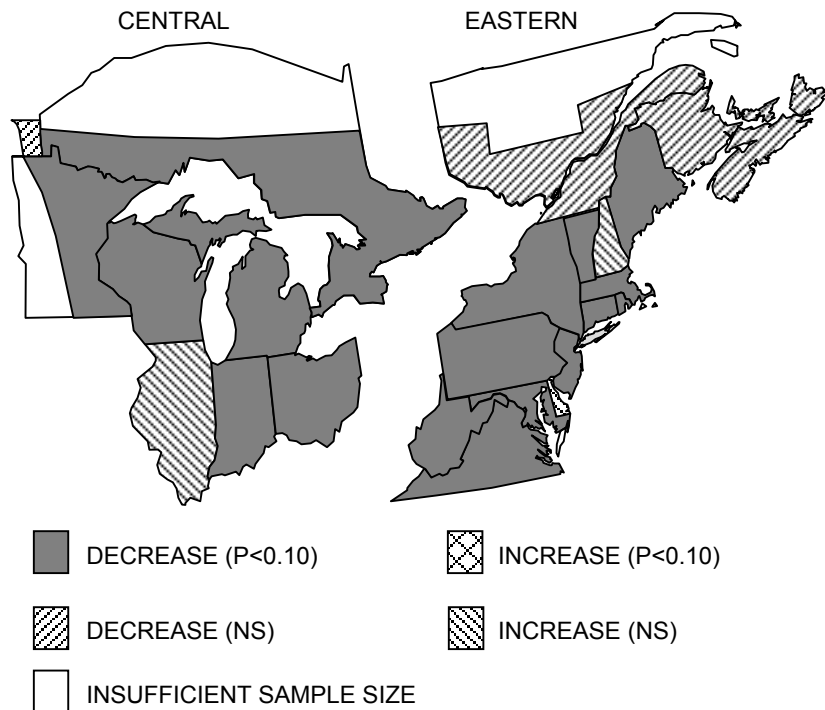 CENTRAL
EASTERN
DECREASE (P<0.10)
INCREASE (P<0.10)
DECREASE (NS)
INCREASE (NS)
INSUFFICIENT SAMPLE SIZE